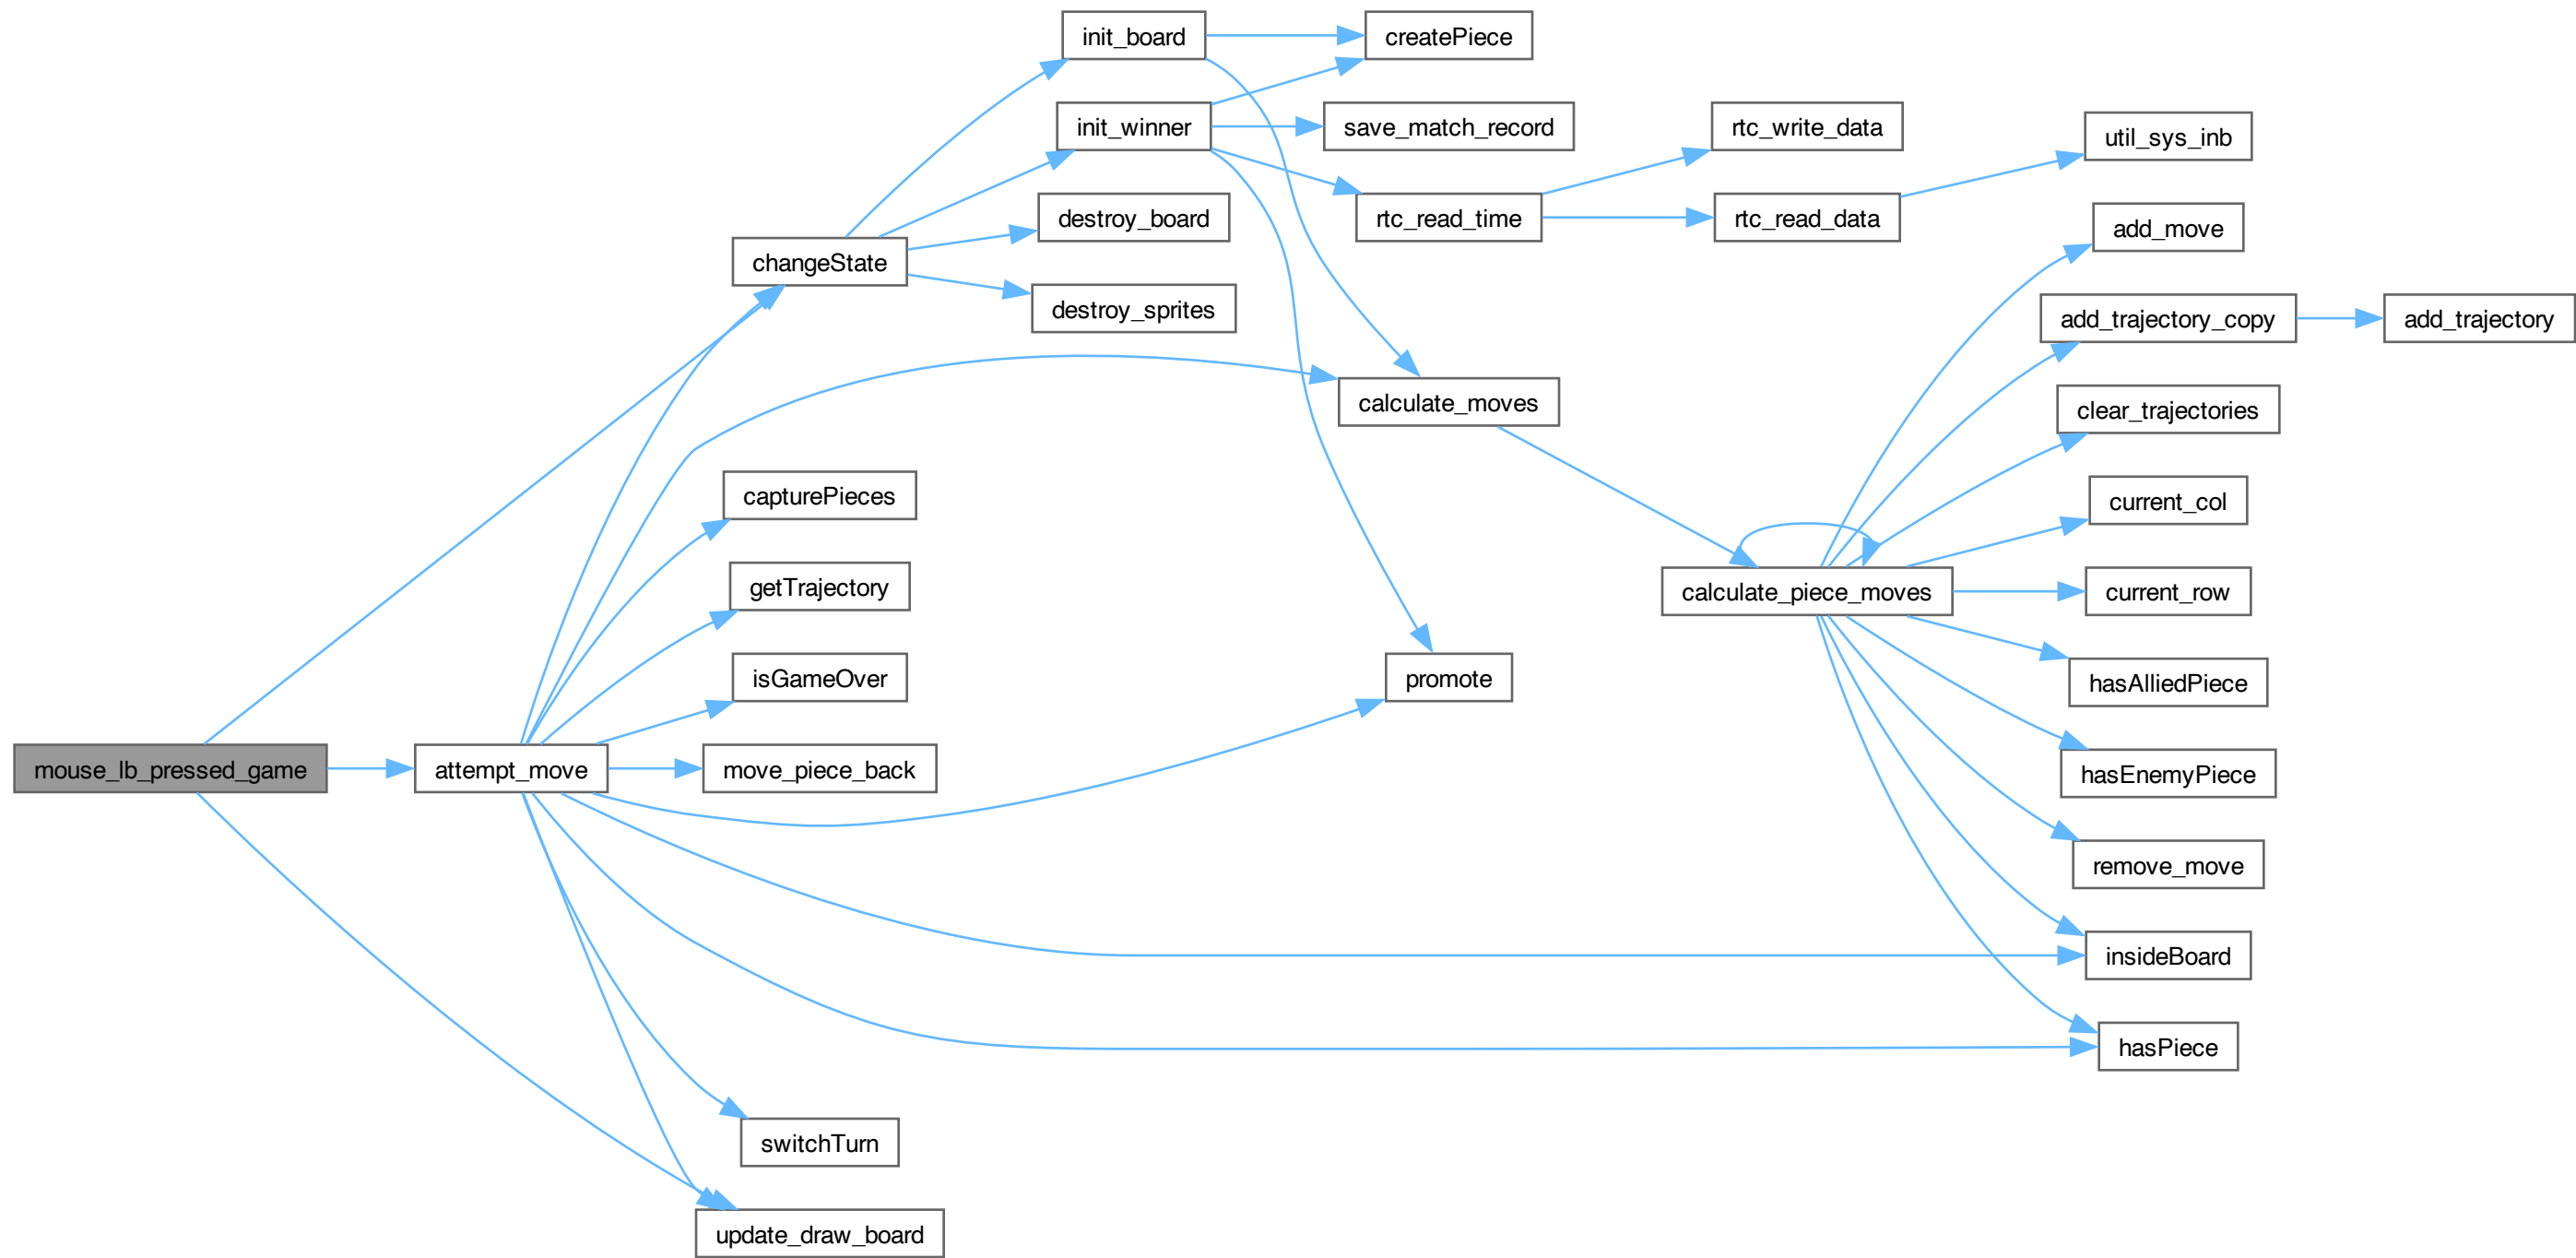 init_board
createPiece
init_winner
save_match_record
rtc_write_data
util_sys_inb
destroy_board
rtc_read_time
rtc_read_data
add_move
changeState
destroy_sprites
add_trajectory_copy
add_trajectory
calculate_moves
clear_trajectories
capturePieces
current_col
getTrajectory
calculate_piece_moves
current_row
isGameOver
promote
hasAlliedPiece
mouse_lb_pressed_game
attempt_move
move_piece_back
hasEnemyPiece
remove_move
insideBoard
hasPiece
switchTurn
update_draw_board